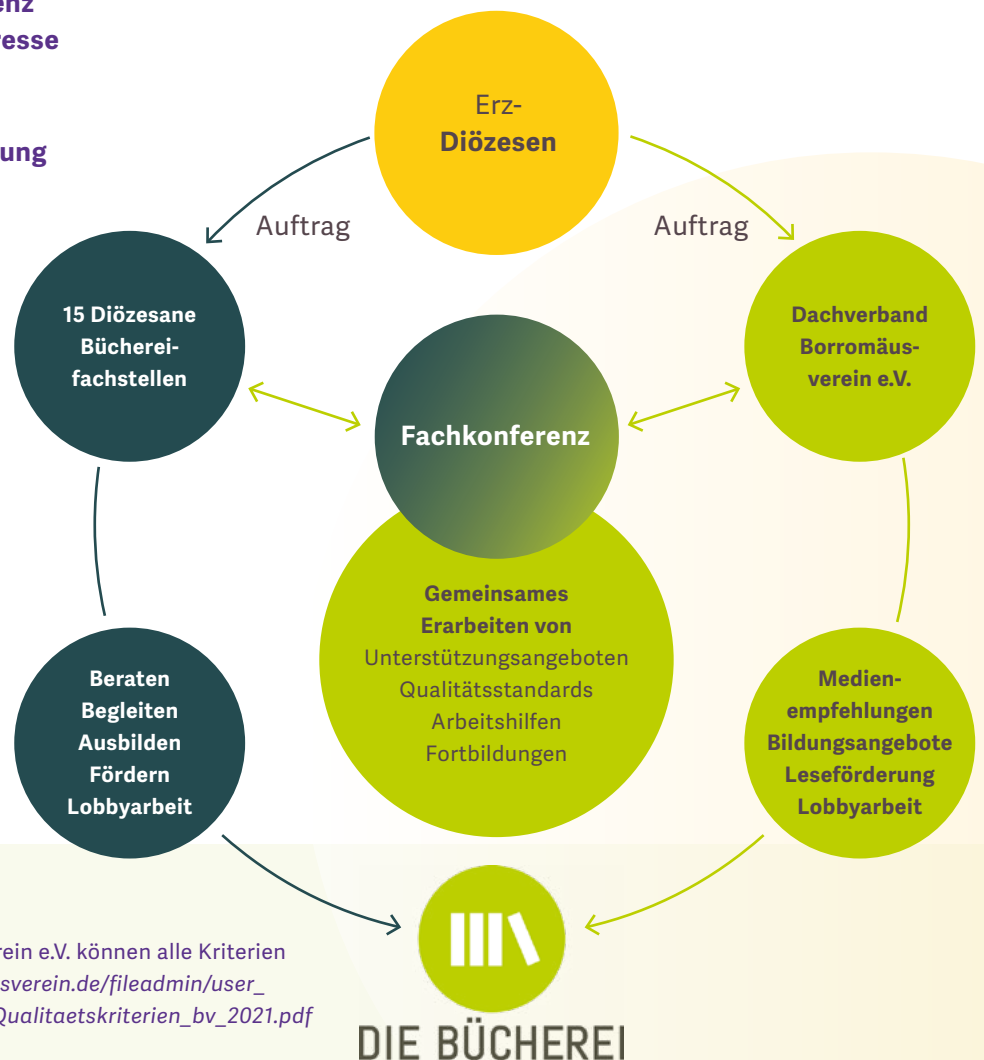 enz
resse
ung
Erz-
Diözesen
Auftrag
Auftrag
15 Diözesane
Bücherei-
fachstellen
Dachverband
Borromäus-
verein e.V.
Fachkonferenz
Gemeinsames
Erarbeiten von
Unterstützungsangeboten
Qualitätsstandards
Arbeitshilfen
Fortbildungen
Beraten
Begleiten
Ausbilden
Fördern
Lobbyarbeit
Medien-
empfehlungen
Bildungsangebote
Leseförderung
Lobbyarbeit
rein e.V. können alle Kriterien
sverein.de/fileadmin/user_
Qualitaetskriterien_bv_2021.pdf
DIE BÜCHEREI